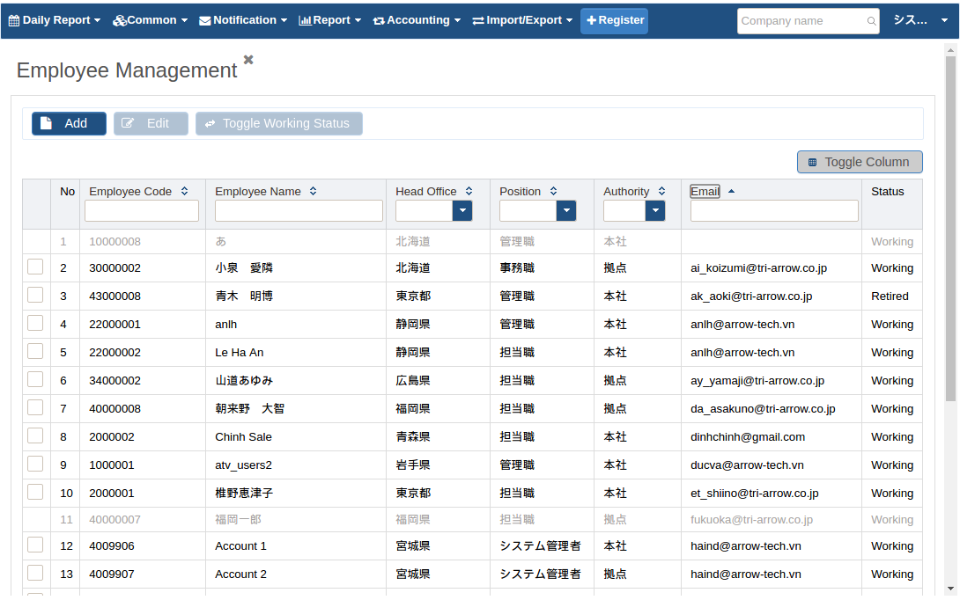 Daily Report Common Notification Report Accounting Import/Export Register Company name シス...
Employee Management
Add Edit Toggle Working Status
Toggle Column
No Employee Code Employee Name Head Office Position Authority Email Status
1 10000008 あ 北海道 管理職 本社 Working
2 30000002 小泉　愛隣 北海道 事務職 拠点 ai_koizumi@tri-arrow.co.jp Working
3 43000008 青木　明博 東京都 管理職 本社 ak_aoki@tri-arrow.co.jp Retired
4 22000001 anlh 静岡県 管理職 本社 anlh@arrow-tech.vn Working
5 22000002 Le Ha An 静岡県 担当職 本社 anlh@arrow-tech.vn Working
6 34000002 山道あゆみ 広島県 担当職 拠点 ay_yamaji@tri-arrow.co.jp Working
7 40000008 朝来野　大智 福岡県 担当職 拠点 da_asakuno@tri-arrow.co.jp Working
8 2000002 Chinh Sale 青森県 担当職 本社 dinhchinh@gmail.com Working
9 1000001 atv_users2 岩手県 管理職 本社 ducva@arrow-tech.vn Working
10 2000001 椎野恵津子 東京都 担当職 本社 et_shiino@tri-arrow.co.jp Working
11 40000007 福岡一郎 福岡県 担当職 拠点 fukuoka@tri-arrow.co.jp Working
12 4009906 Account 1 宮城県 システム管理者 本社 haind@arrow-tech.vn Working
13 4009907 Account 2 宮城県 システム管理者 拠点 haind@arrow-tech.vn Working